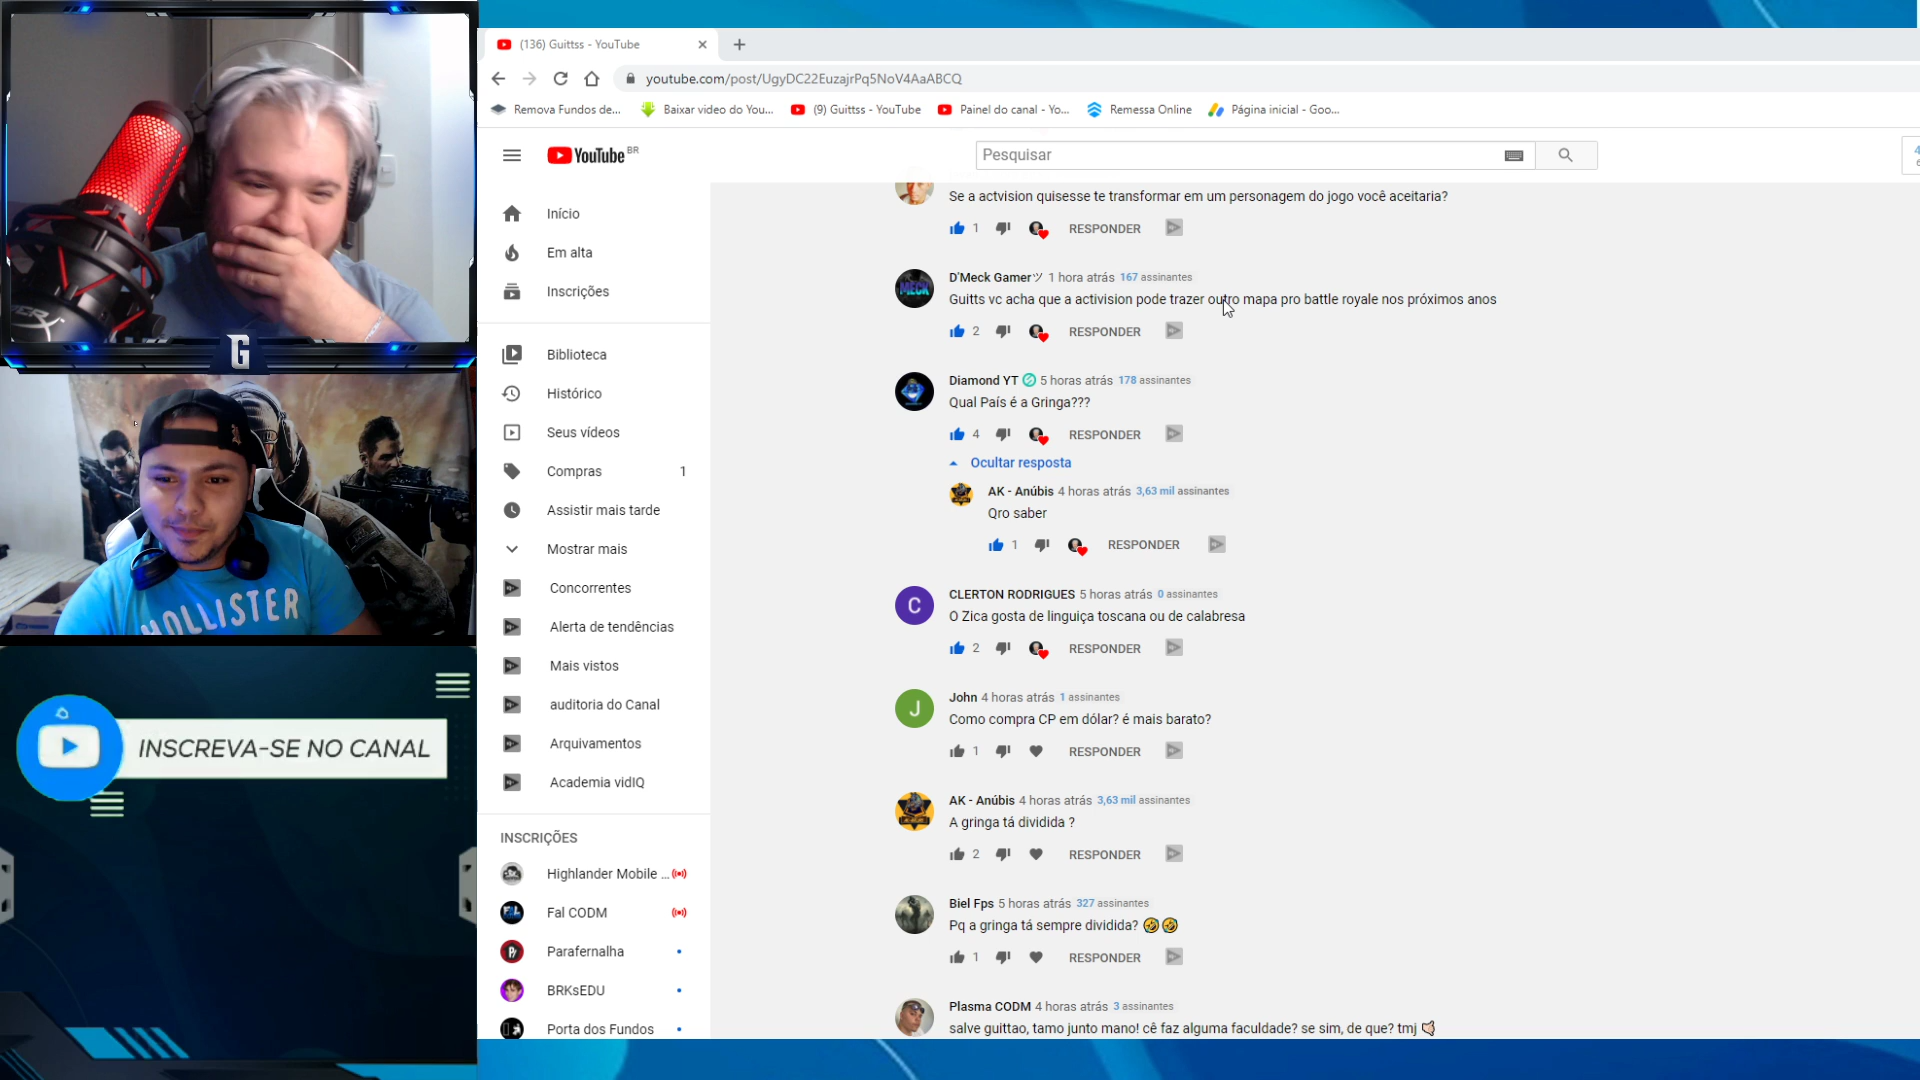 (136) Guittss - YouTube
youtube.com/post/UgyDC22EuzajrPq5NoV4AaABCQ
Remova Fundos de...
Baixar video do You...
(9) Guittss - YouTube
Painel do canal - Yo...
Remessa Online
Página inicial - Goo...
YouTube BR
Pesquisar
Início
Em alta
Inscrições
Biblioteca
Histórico
Seus vídeos
Compras 1
Assistir mais tarde
Mostrar mais
Concorrentes
Alerta de tendências
Mais vistos
auditoria do Canal
Arquivamentos
Academia vidIQ
INSCRIÇÕES
Highlander Mobile ...
Fal CODM
Parafernalha
BRKsEDU
Porta dos Fundos
Se a actvision quisesse te transformar em um personagem do jogo você aceitaria?
1 RESPONDER
D'Meck Gamerツ 1 hora atrás 167 assinantes
Guitts vc acha que a activision pode trazer outro mapa pro battle royale nos próximos anos
2 RESPONDER
Diamond YT 5 horas atrás 178 assinantes
Qual País é a Gringa???
4 RESPONDER
Ocultar resposta
AK - Anúbis 4 horas atrás 3,63 mil assinantes
Qro saber
1 RESPONDER
C
CLERTON RODRIGUES 5 horas atrás 0 assinantes
O Zica gosta de linguiça toscana ou de calabresa
2 RESPONDER
J
John 4 horas atrás 1 assinantes
Como compra CP em dólar? é mais barato?
1 RESPONDER
AK - Anúbis 4 horas atrás 3,63 mil assinantes
A gringa tá dividida ?
2 RESPONDER
Biel Fps 5 horas atrás 327 assinantes
Pq a gringa tá sempre dividida? 🤣🤣
1 RESPONDER
Plasma CODM 4 horas atrás 3 assinantes
salve guittao, tamo junto mano! cê faz alguma faculdade? se sim, de que? tmj
G
HOLLISTER
INSCREVA-SE NO CANAL
MECK